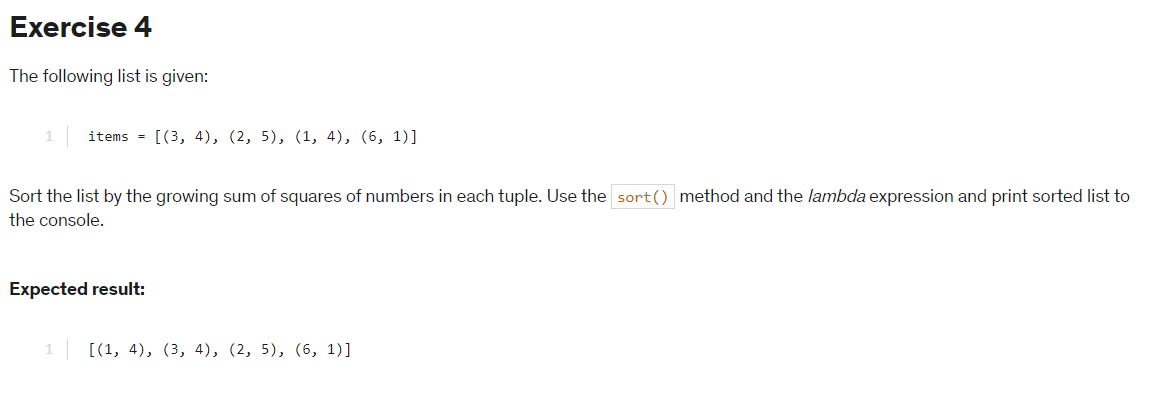 Exercise 4
The following list is given:
1 items = [(3, 4), (2, 5), (1, 4), (6, 1)]
Sort the list by the growing sum of squares of numbers in each tuple. Use the sort() method and the lambda expression and print sorted list to
the console.
Expected result:
1 [(1, 4), (3, 4), (2, 5), (6, 1)]